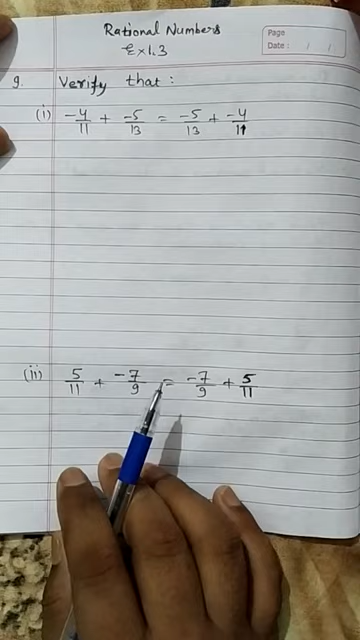 Rational Numbers
Ex 1.3
Page
Date : / /
9. Verify that :
(i) -4/11 + -5/13 = -5/13 + -4/11
(ii) 5/11 + -7/9 = -7/9 + 5/11